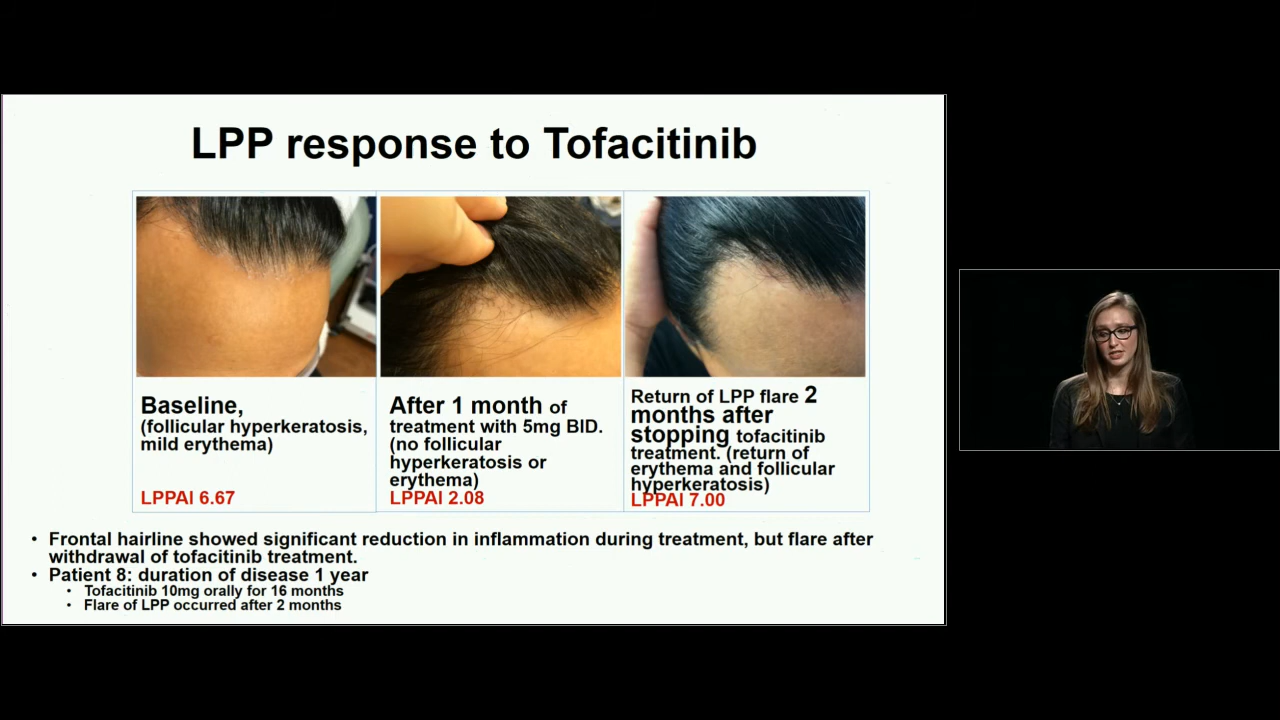 LPP response to Tofacitinib
Baseline,
(follicular hyperkeratosis,
mild erythema)
LPPAI 6.67
After 1 month of
treatment with 5mg BID.
(no follicular
hyperkeratosis or
erythema)
LPPAI 2.08
Return of LPP flare 2
months after
stopping tofacitinib
treatment. (return of
erythema and follicular
hyperkeratosis)
LPPAI 7.00
• Frontal hairline showed significant reduction in inflammation during treatment, but flare after
withdrawal of tofacitinib treatment.
• Patient 8: duration of disease 1 year
• Tofacitinib 10mg orally for 16 months
• Flare of LPP occurred after 2 months